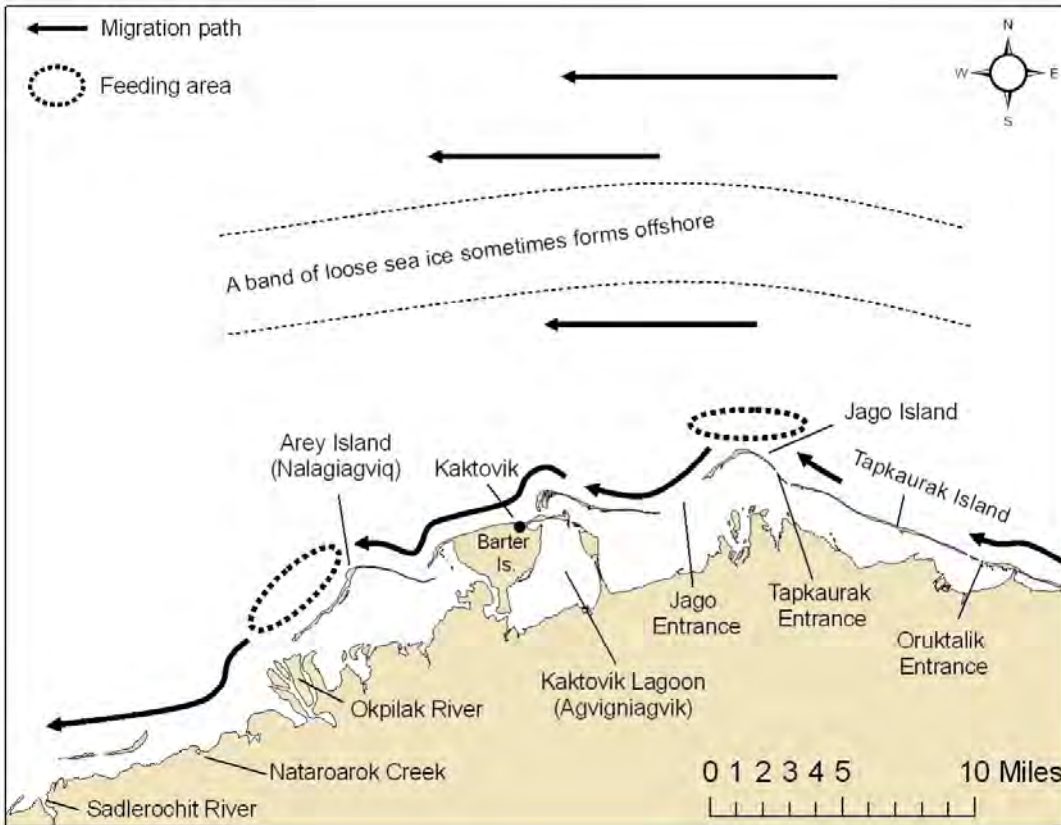 Migration path
Feeding area
N
W E
S
A band of loose sea ice sometimes forms offshore
Jago Island
Arey Island
(Nalagiagviq)
Kaktovik
Tapkaurak Island
Barter
Is.
Jago
Entrance
Tapkaurak
Entrance
Oruktalik
Entrance
Kaktovik Lagoon
(Agvigniagvik)
Okpilak River
Nataroarok Creek
Sadlerochit River
0 1 2 3 4 5 10 Miles